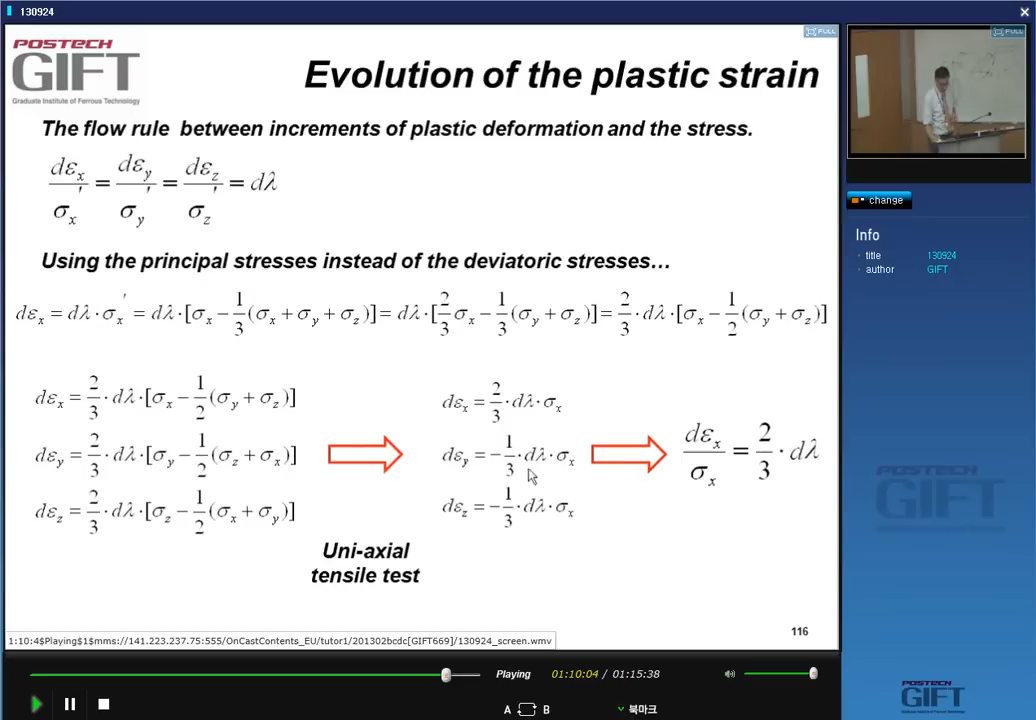 130924
FULL
FULL
POSTECH
GIFT
Graduate Institute of Ferrous Technology
Evolution of the plastic strain
The flow rule between increments of plastic deformation and the stress.
dεx/σx' = dεy/σy' = dεz/σz' = dλ
Using the principal stresses instead of the deviatoric stresses…
dεx = dλ·σx' = dλ·[σx − 1/3(σx + σy + σz)] = dλ·[2/3σx − 1/3(σy + σz)] = 2/3·dλ·[σx − 1/2(σy + σz)]
dεx = 2/3·dλ·[σx − 1/2(σy + σz)]
dεy = 2/3·dλ·[σy − 1/2(σz + σx)]
dεz = 2/3·dλ·[σz − 1/2(σx + σy)]
dεx = 2/3·dλ·σx
dεy = −1/3·dλ·σx
dεz = −1/3·dλ·σx
dεx/σx = 2/3·dλ
Uni-axial
tensile test
116
1:10:4$Playing$1$mms://141.223.237.75:555/OnCastContents_EU/tutor1/201302bcdc[GIFT669]/130924_screen.wmv
Playing
01:10:04 / 01:15:38
A B
북마크
change
Info
title 130924
author GIFT
POSTECH
GIFT
POSTECH
GIFT